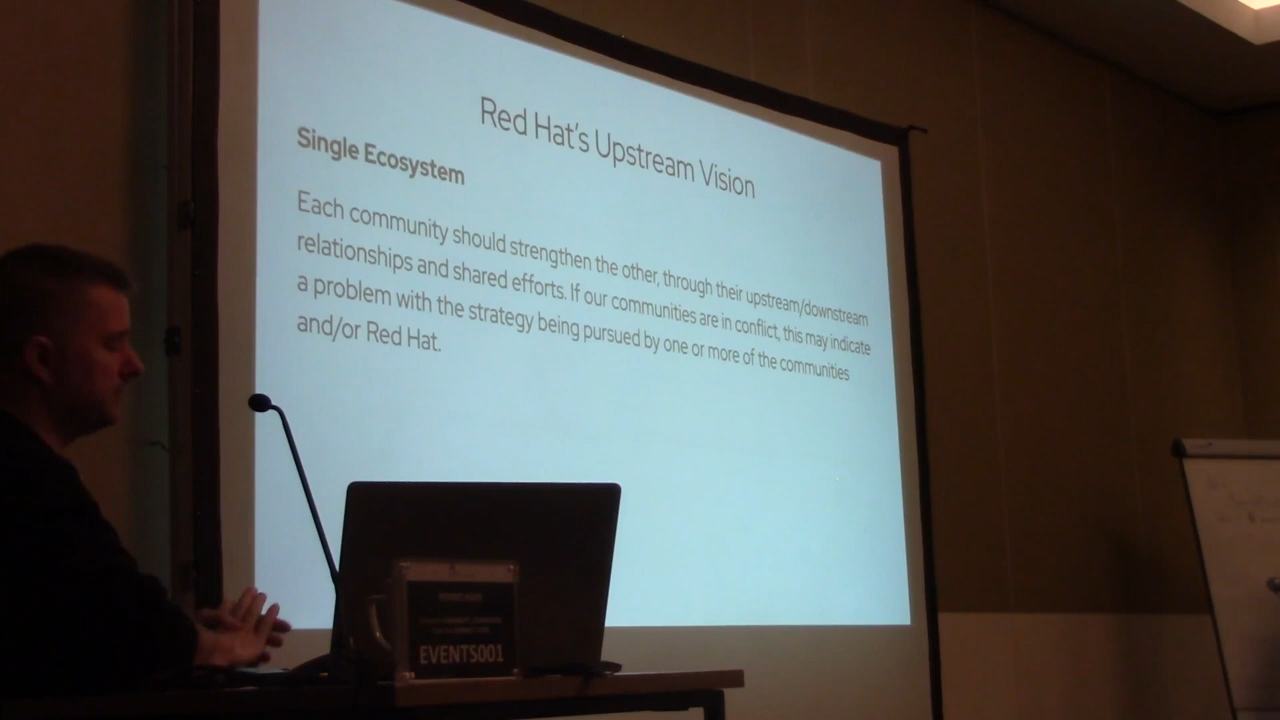 Red Hat's Upstream Vision
Single Ecosystem
Each community should strengthen the other, through their upstream/downstream
relationships and shared efforts. If our communities are in conflict, this may indicate
a problem with the strategy being pursued by one or more of the communities
and/or Red Hat.
EVENTS001